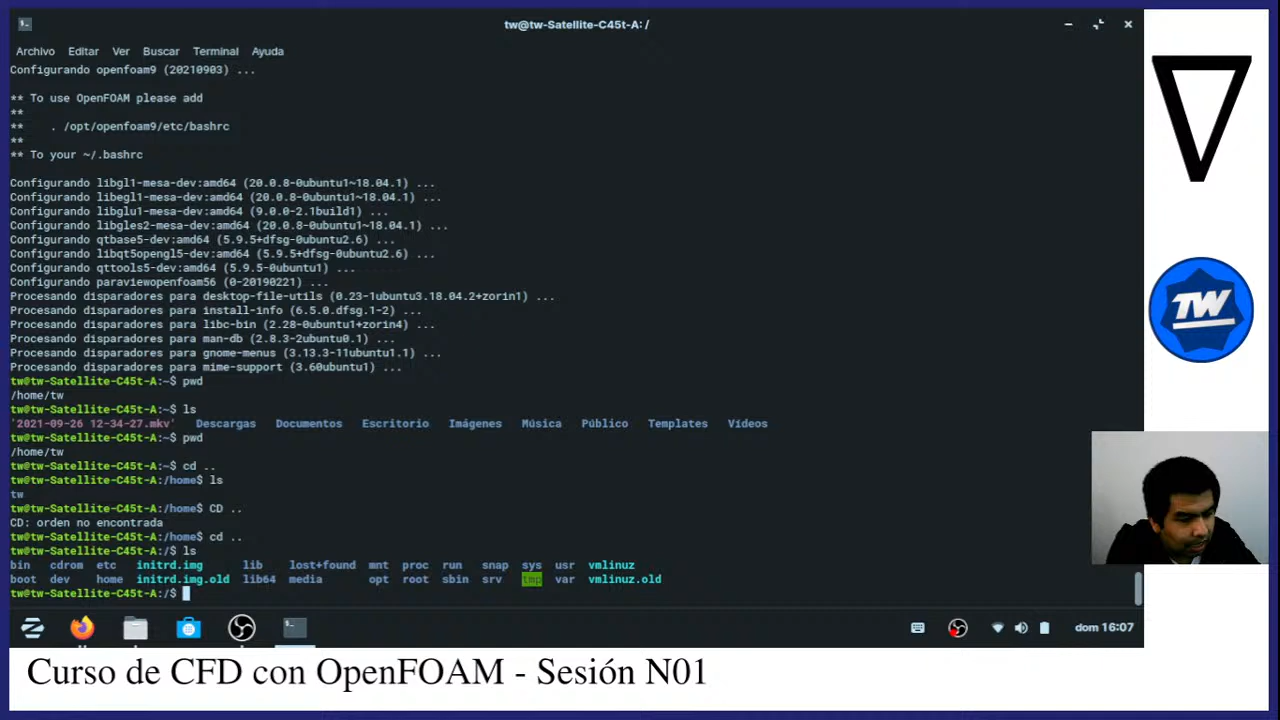 tw@tw-Satellite-C45t-A: /
Archivo Editar Ver Buscar Terminal Ayuda
Configurando openfoam9 (20210903) ...
** To use OpenFOAM please add
**
** . /opt/openfoam9/etc/bashrc
**
** To your ~/.bashrc
Configurando libgl1-mesa-dev:amd64 (20.0.8-0ubuntu1~18.04.1) ...
Configurando libegl1-mesa-dev:amd64 (20.0.8-0ubuntu1~18.04.1) ...
Configurando libglu1-mesa-dev:amd64 (9.0.0-2.1build1) ...
Configurando libgles2-mesa-dev:amd64 (20.0.8-0ubuntu1~18.04.1) ...
Configurando qtbase5-dev:amd64 (5.9.5+dfsg-0ubuntu2.6) ...
Configurando libqt5opengl5-dev:amd64 (5.9.5+dfsg-0ubuntu2.6) ...
Configurando qttools5-dev:amd64 (5.9.5-0ubuntu1) ...
Configurando paraviewopenfoam56 (0-20190221) ...
Procesando disparadores para desktop-file-utils (0.23-1ubuntu3.18.04.2+zorin1) ...
Procesando disparadores para install-info (6.5.0.dfsg.1-2) ...
Procesando disparadores para libc-bin (2.28-0ubuntu1+zorin4) ...
Procesando disparadores para man-db (2.8.3-2ubuntu0.1) ...
Procesando disparadores para gnome-menus (3.13.3-11ubuntu1.1) ...
Procesando disparadores para mime-support (3.60ubuntu1) ...
tw@tw-Satellite-C45t-A:~$ pwd
/home/tw
tw@tw-Satellite-C45t-A:~$ ls
'2021-09-26 12-34-27.mkv' Descargas Documentos Escritorio Imágenes Música Público Templates Vídeos
tw@tw-Satellite-C45t-A:~$ pwd
/home/tw
tw@tw-Satellite-C45t-A:~$ cd ..
tw@tw-Satellite-C45t-A:/home$ ls
tw
tw@tw-Satellite-C45t-A:/home$ CD ..
CD: orden no encontrada
tw@tw-Satellite-C45t-A:/home$ cd ..
tw@tw-Satellite-C45t-A:/$ ls
bin cdrom etc initrd.img lib lost+found mnt proc run snap sys usr vmlinuz
boot dev home initrd.img.old lib64 media opt root sbin srv tmp var vmlinuz.old
tw@tw-Satellite-C45t-A:/$
dom 16:07
TW
Curso de CFD con OpenFOAM - Sesión N01